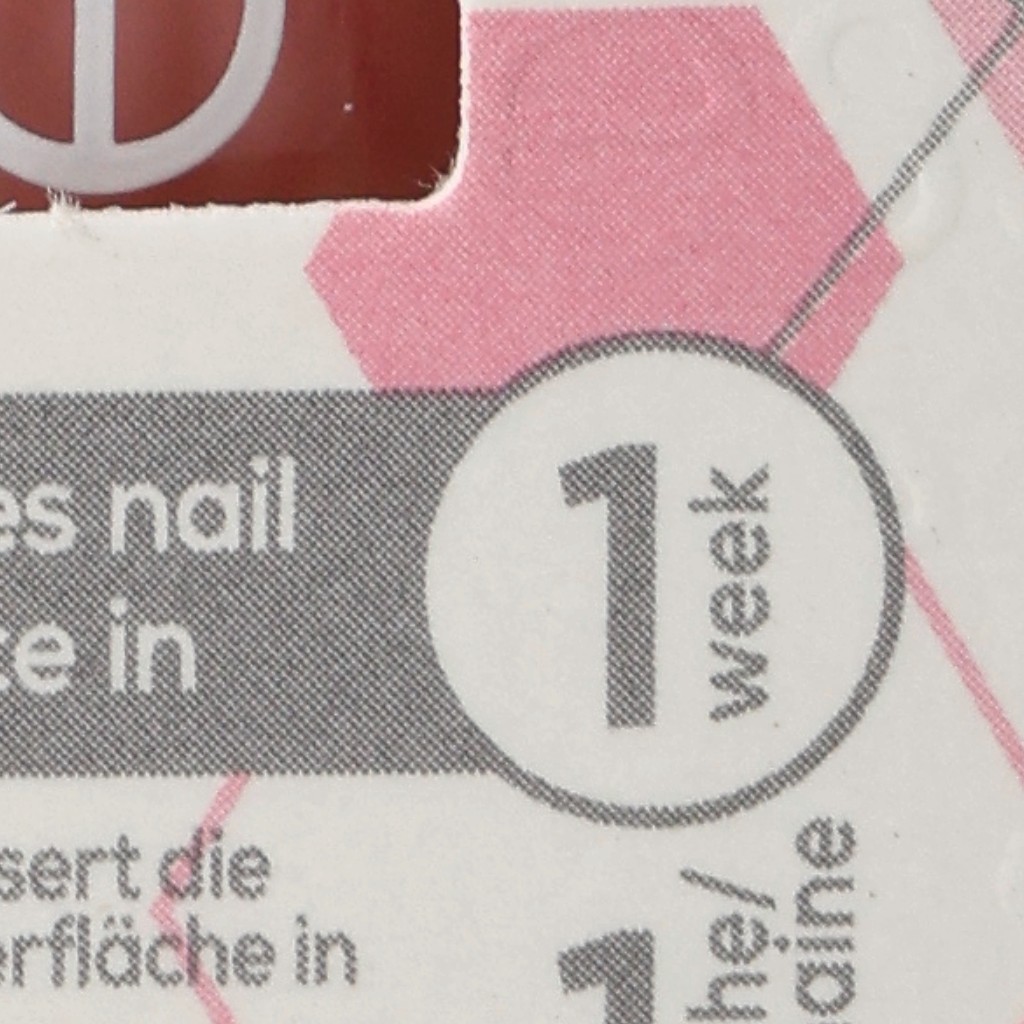 es nail
ce in
1 week
sert die
erfläche in
1 he/
aine